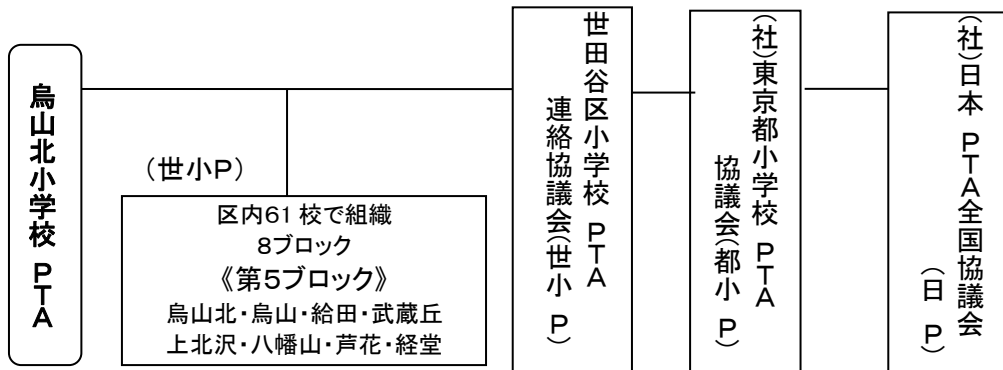 烏山北小学校 PTA
(世小P)
区内61校で組織
8ブロック
《第5ブロック》
烏山北・烏山・給田・武蔵丘
上北沢・八幡山・芦花・経堂
世田谷区小学校 PTA
連絡協議会(世小 P)
(社)東京都小学校 PTA
協議会(都小 P)
(社)日本 PTA全国協議会
(日 P)